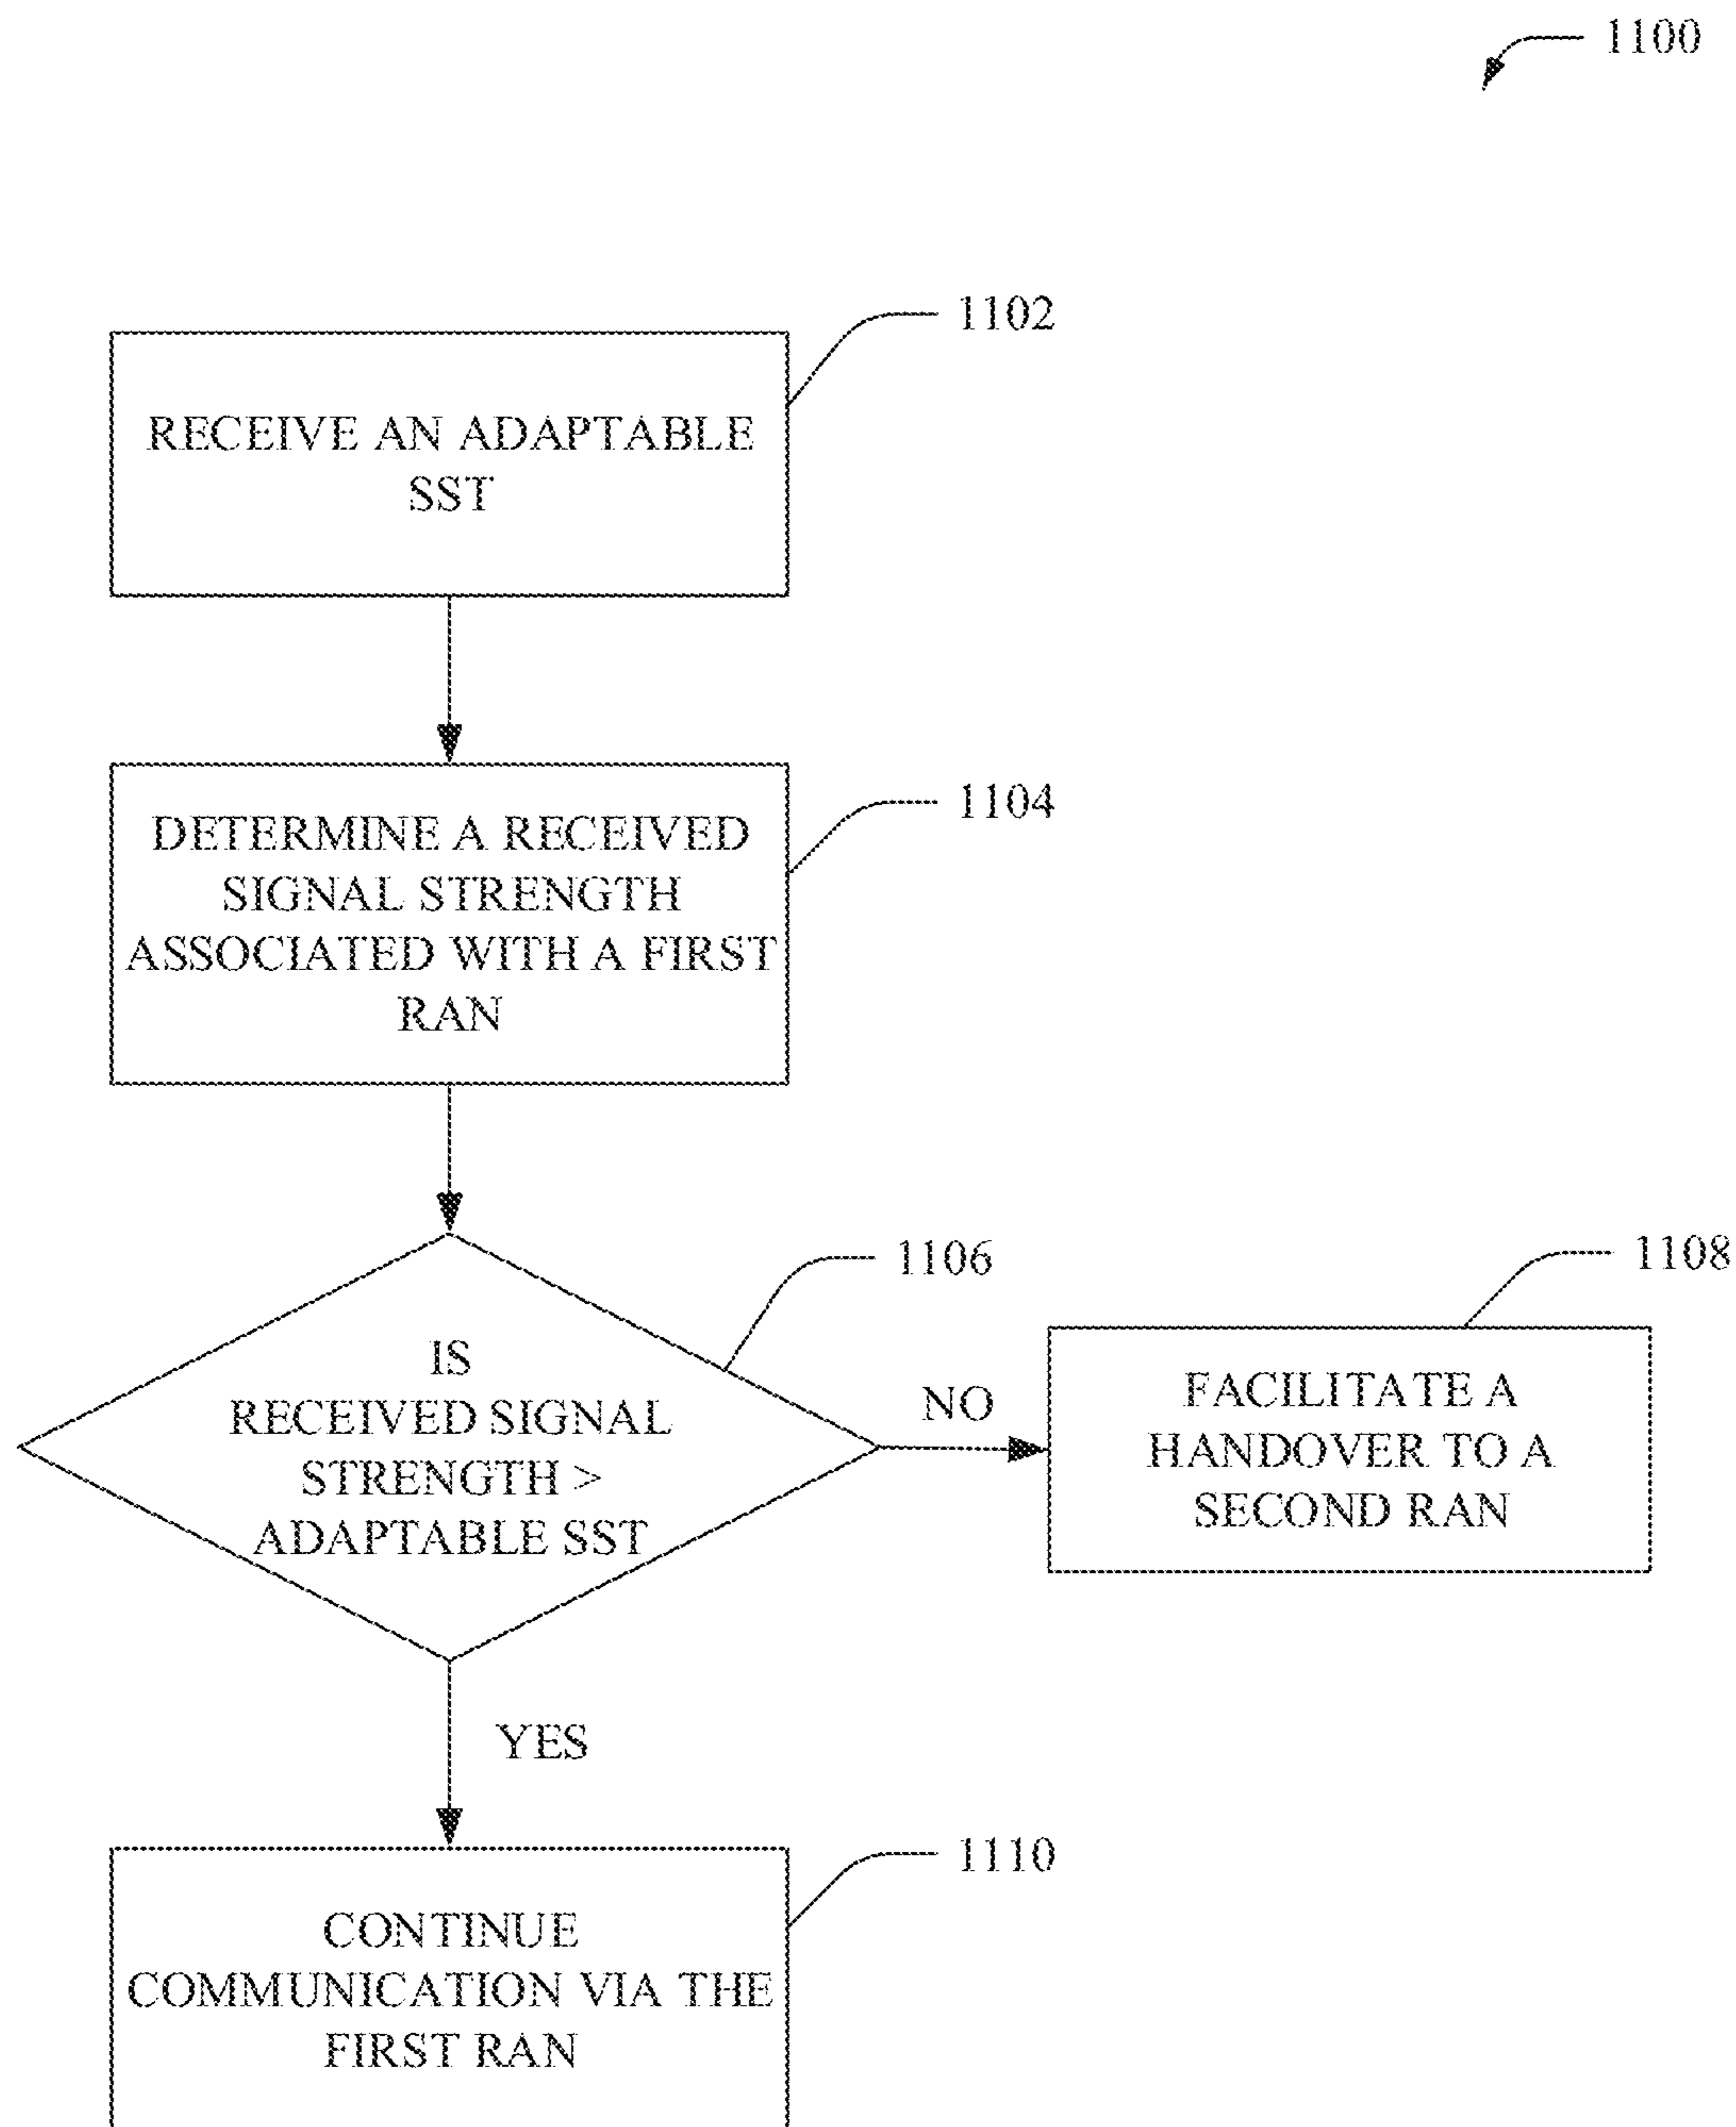 1100
1102
RECEIVE AN ADAPTABLE
SST
1104
DETERMINE A RECEIVED
SIGNAL STRENGTH
ASSOCIATED WITH A FIRST
RAN
1106
IS
RECEIVED SIGNAL
STRENGTH >
ADAPTABLE SST
NO
1108
FACILITATE A
HANDOVER TO A
SECOND RAN
YES
1110
CONTINUE
COMMUNICATION VIA THE
FIRST RAN